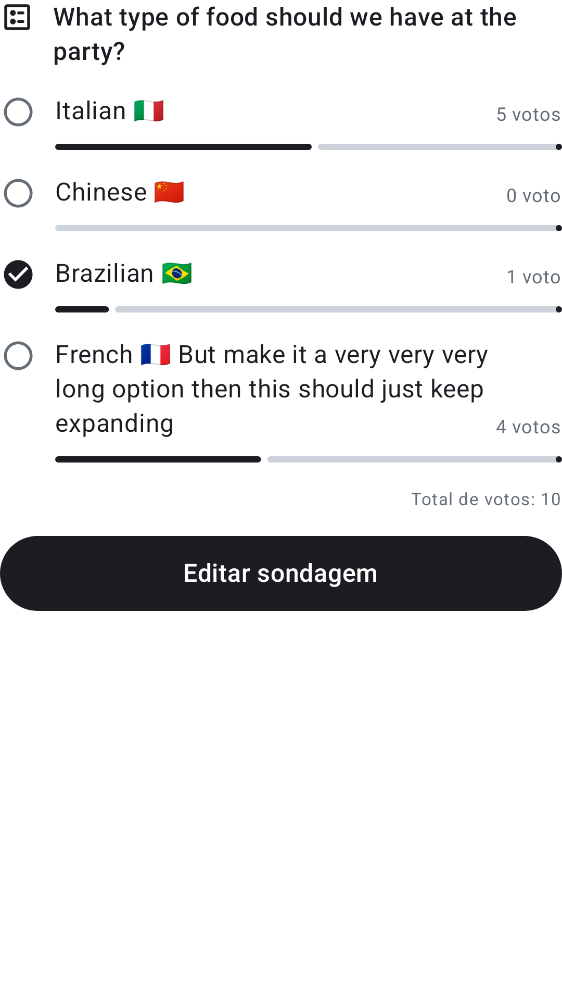 What type of food should we have at the
party?
Italian 🇮🇹
5 votos
Chinese 🇨🇳
0 voto
Brazilian 🇧🇷
1 voto
French 🇫🇷 But make it a very very very
long option then this should just keep
expanding
4 votos
Total de votos: 10
Editar sondagem